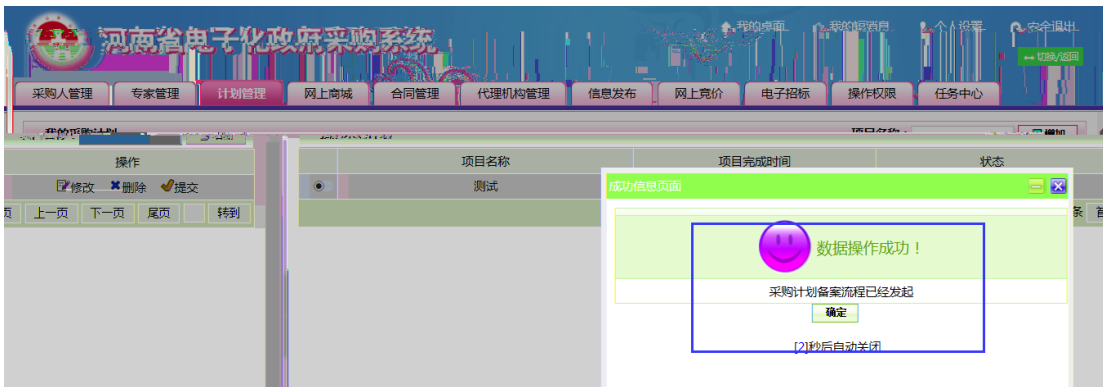 我的桌面 我的短消息 个人设置 安全退出
河南省电子化政府采购系统
切换/返回
采购人管理 专家管理 计划管理 网上商城 合同管理 代理机构管理 信息发布 网上竞价 电子招标 操作权限 任务中心
我的采购计划 项目名称: 增加
操作 项目名称 项目完成时间 状态
修改 删除 提交 测试
页 上一页 下一页 尾页 转到 条 首
成功信息页面
数据操作成功!
采购计划备案流程已经发起
确定
[2]秒后自动关闭